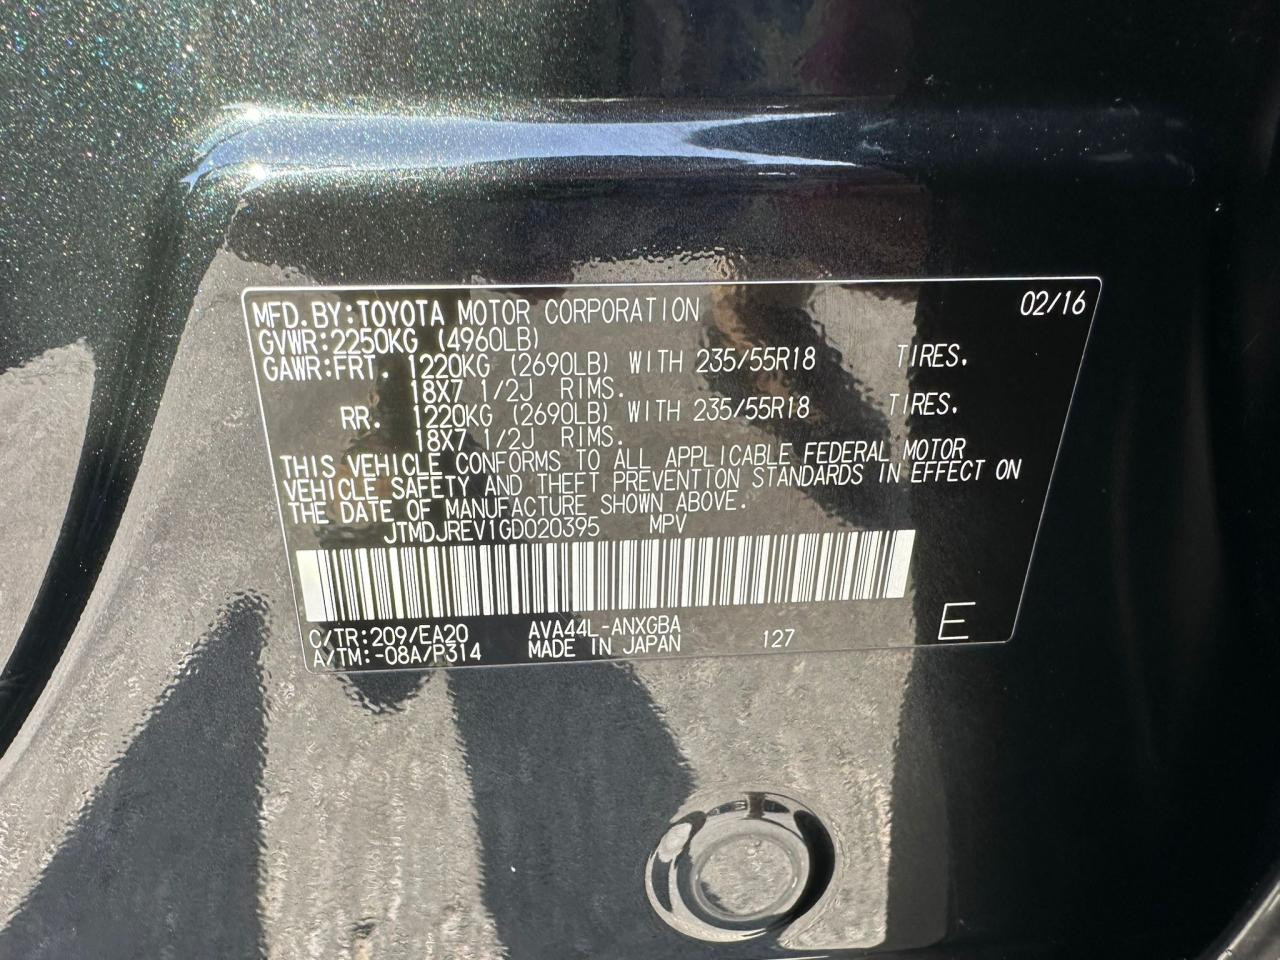 MFD.BY:TOYOTA MOTOR CORPORATION 02/16
GVWR:2250KG (4960LB)
GAWR:FRT. 1220KG (2690LB) WITH 235/55R18 TIRES.
18X7 1/2J RIMS.
RR. 1220KG (2690LB) WITH 235/55R18 TIRES.
18X7 1/2J RIMS.
THIS VEHICLE CONFORMS TO ALL APPLICABLE FEDERAL MOTOR
VEHICLE SAFETY AND THEFT PREVENTION STANDARDS IN EFFECT ON
THE DATE OF MANUFACTURE SHOWN ABOVE.
JTMDJREV1GD020395 MPV
C/TR:209/EA20 AVA44L-ANXGBA 127 E
A/TM:-08A/P314 MADE IN JAPAN